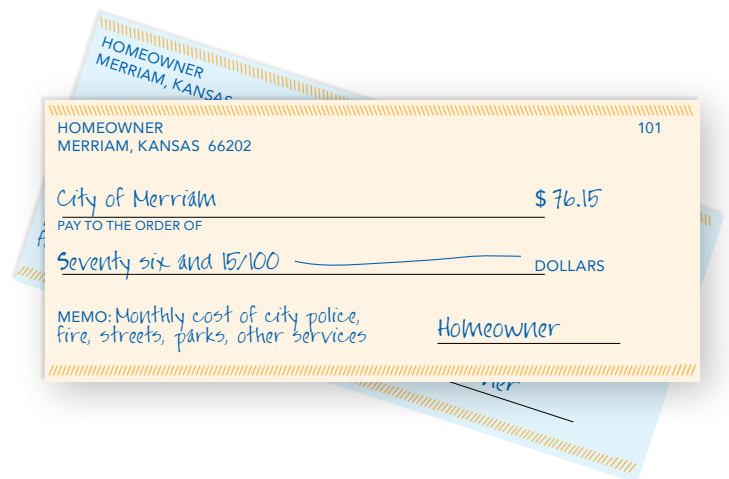 HOMEOWNER
MERRIAM, KANSAS
HOMEOWNER 101
MERRIAM, KANSAS 66202
City of Merriam $ 76.15
PAY TO THE ORDER OF
Seventy six and 15/100 DOLLARS
MEMO: Monthly cost of city police,
fire, streets, parks, other services
Homeowner